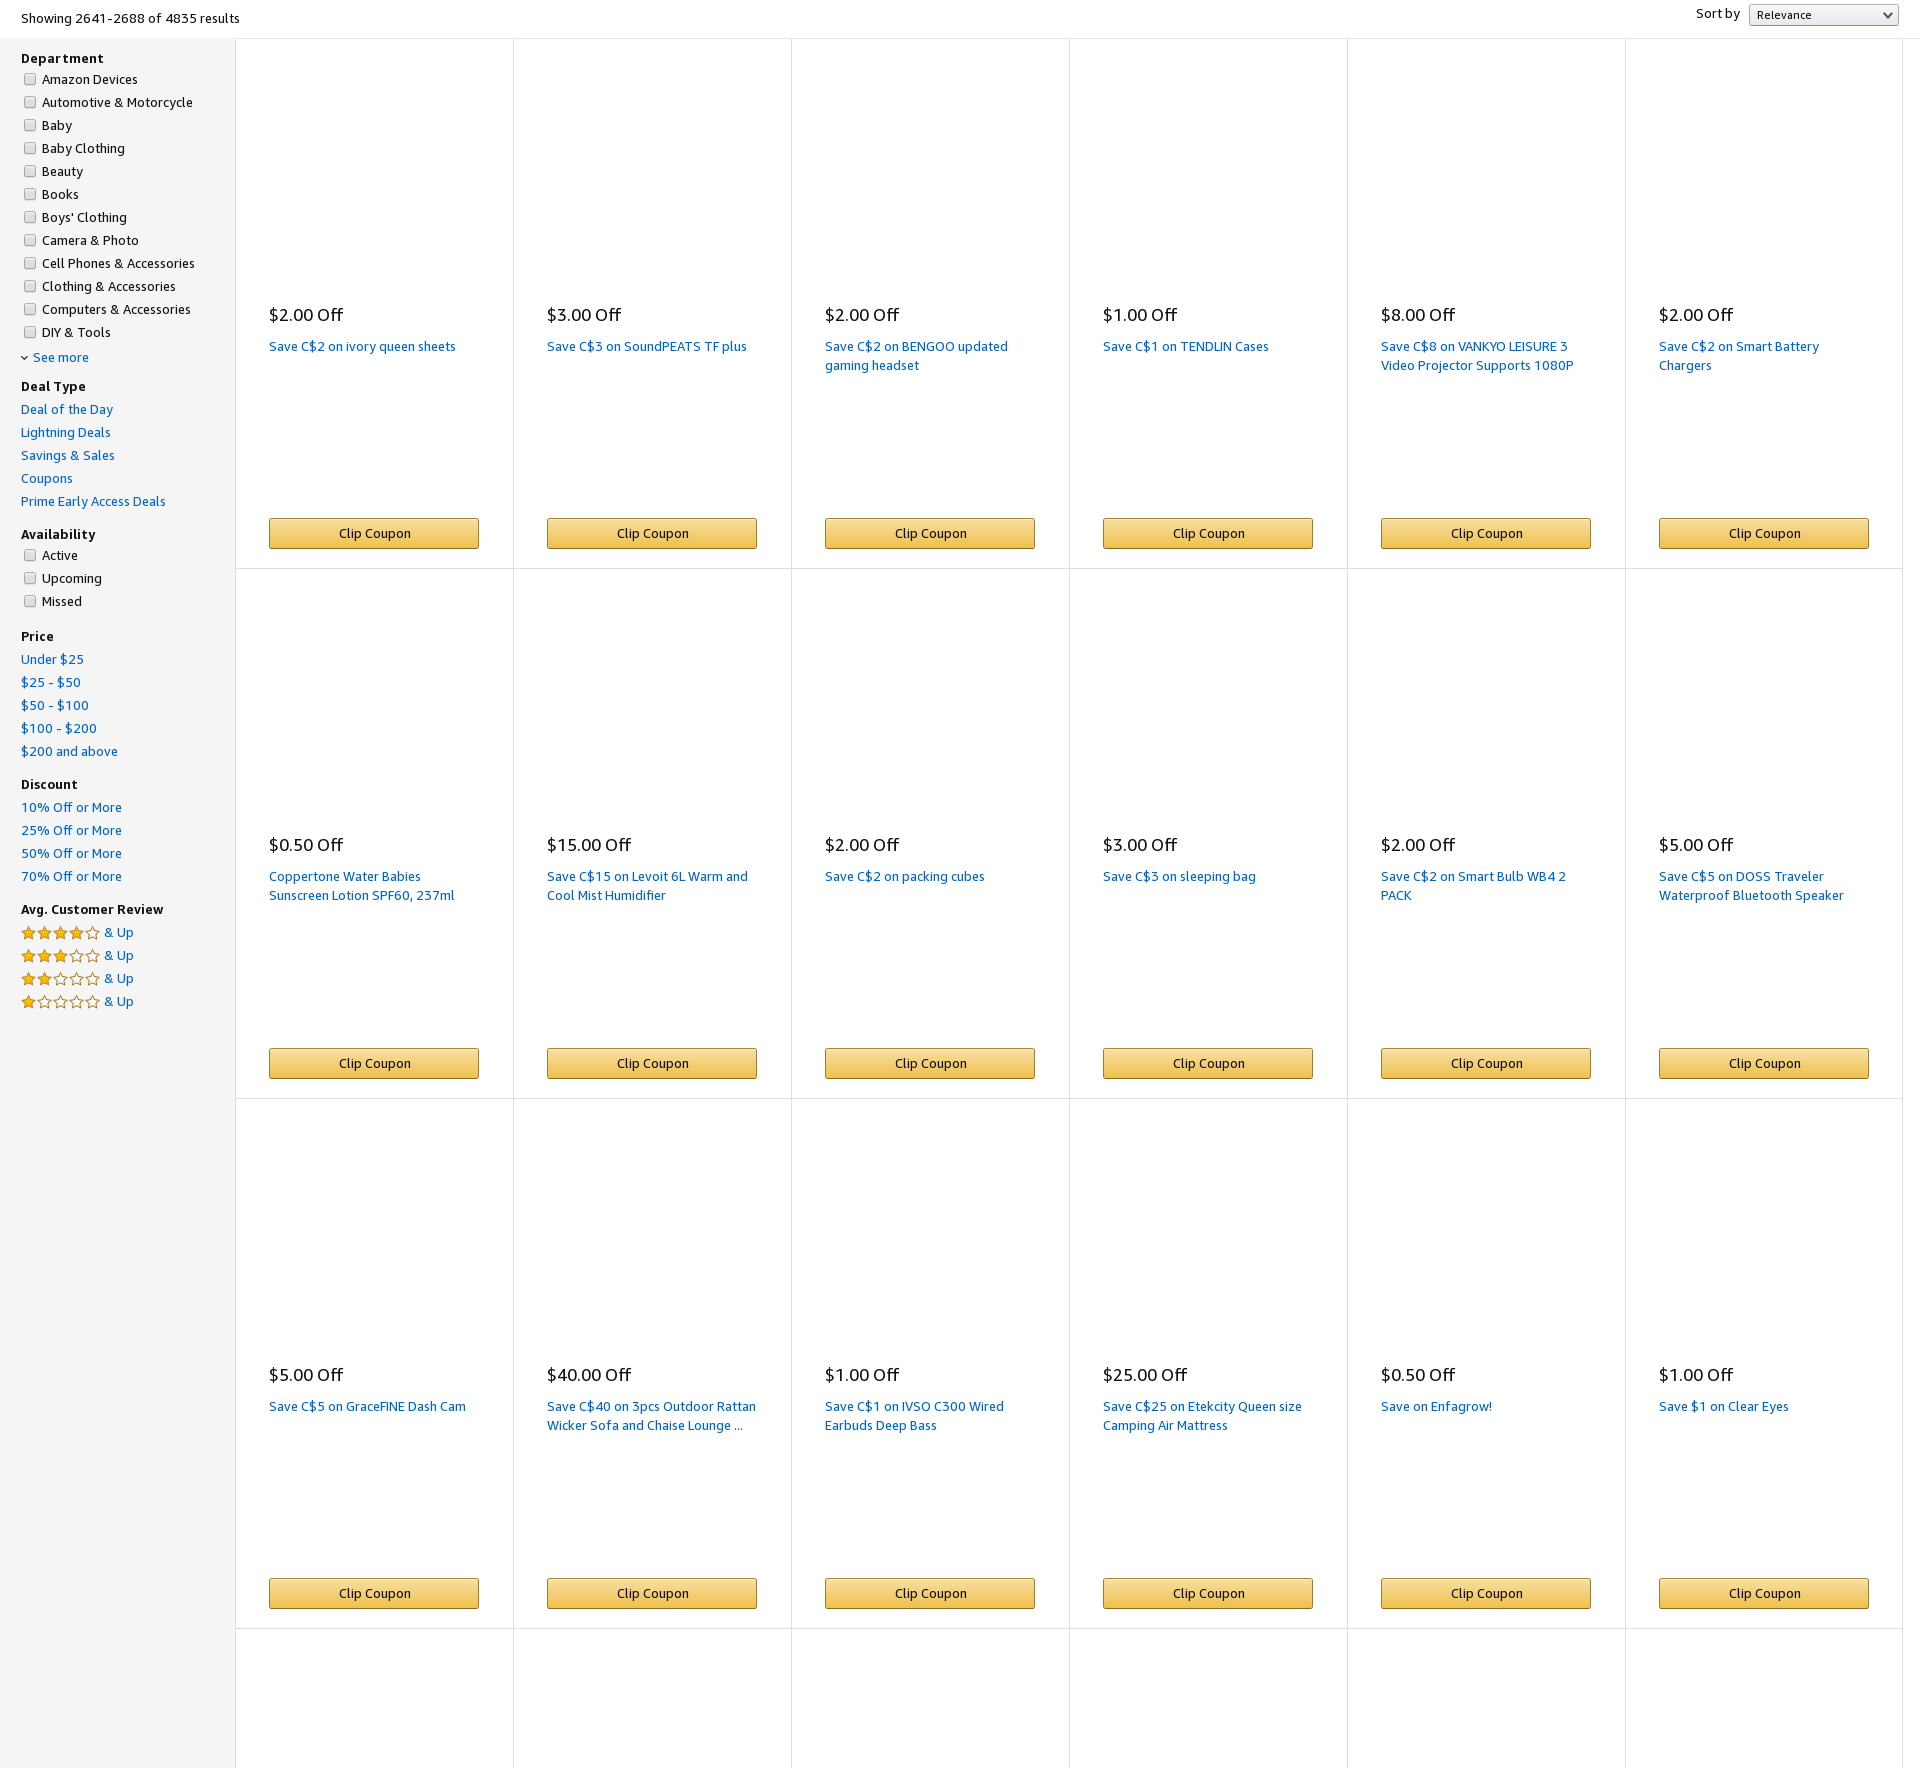 Showing 2641-2688 of 4835 results
Sort by
Relevance
Department
Amazon Devices
Automotive & Motorcycle
Baby
Baby Clothing
Beauty
Books
Boys' Clothing
Camera & Photo
Cell Phones & Accessories
Clothing & Accessories
Computers & Accessories
DIY & Tools
See more
Deal Type
Deal of the Day
Lightning Deals
Savings & Sales
Coupons
Prime Early Access Deals
Availability
Active
Upcoming
Missed
Price
Under $25
$25 - $50
$50 - $100
$100 - $200
$200 and above
Discount
10% Off or More
25% Off or More
50% Off or More
70% Off or More
Avg. Customer Review
& Up
& Up
& Up
& Up
$2.00 Off
Save C$2 on ivory queen sheets
Clip Coupon
$3.00 Off
Save C$3 on SoundPEATS TF plus
Clip Coupon
$2.00 Off
Save C$2 on BENGOO updated
gaming headset
Clip Coupon
$1.00 Off
Save C$1 on TENDLIN Cases
Clip Coupon
$8.00 Off
Save C$8 on VANKYO LEISURE 3
Video Projector Supports 1080P
Clip Coupon
$2.00 Off
Save C$2 on Smart Battery
Chargers
Clip Coupon
$0.50 Off
Coppertone Water Babies
Sunscreen Lotion SPF60, 237ml
Clip Coupon
$15.00 Off
Save C$15 on Levoit 6L Warm and
Cool Mist Humidifier
Clip Coupon
$2.00 Off
Save C$2 on packing cubes
Clip Coupon
$3.00 Off
Save C$3 on sleeping bag
Clip Coupon
$2.00 Off
Save C$2 on Smart Bulb WB4 2
PACK
Clip Coupon
$5.00 Off
Save C$5 on DOSS Traveler
Waterproof Bluetooth Speaker
Clip Coupon
$5.00 Off
Save C$5 on GraceFINE Dash Cam
Clip Coupon
$40.00 Off
Save C$40 on 3pcs Outdoor Rattan
Wicker Sofa and Chaise Lounge ...
Clip Coupon
$1.00 Off
Save C$1 on IVSO C300 Wired
Earbuds Deep Bass
Clip Coupon
$25.00 Off
Save C$25 on Etekcity Queen size
Camping Air Mattress
Clip Coupon
$0.50 Off
Save on Enfagrow!
Clip Coupon
$1.00 Off
Save $1 on Clear Eyes
Clip Coupon